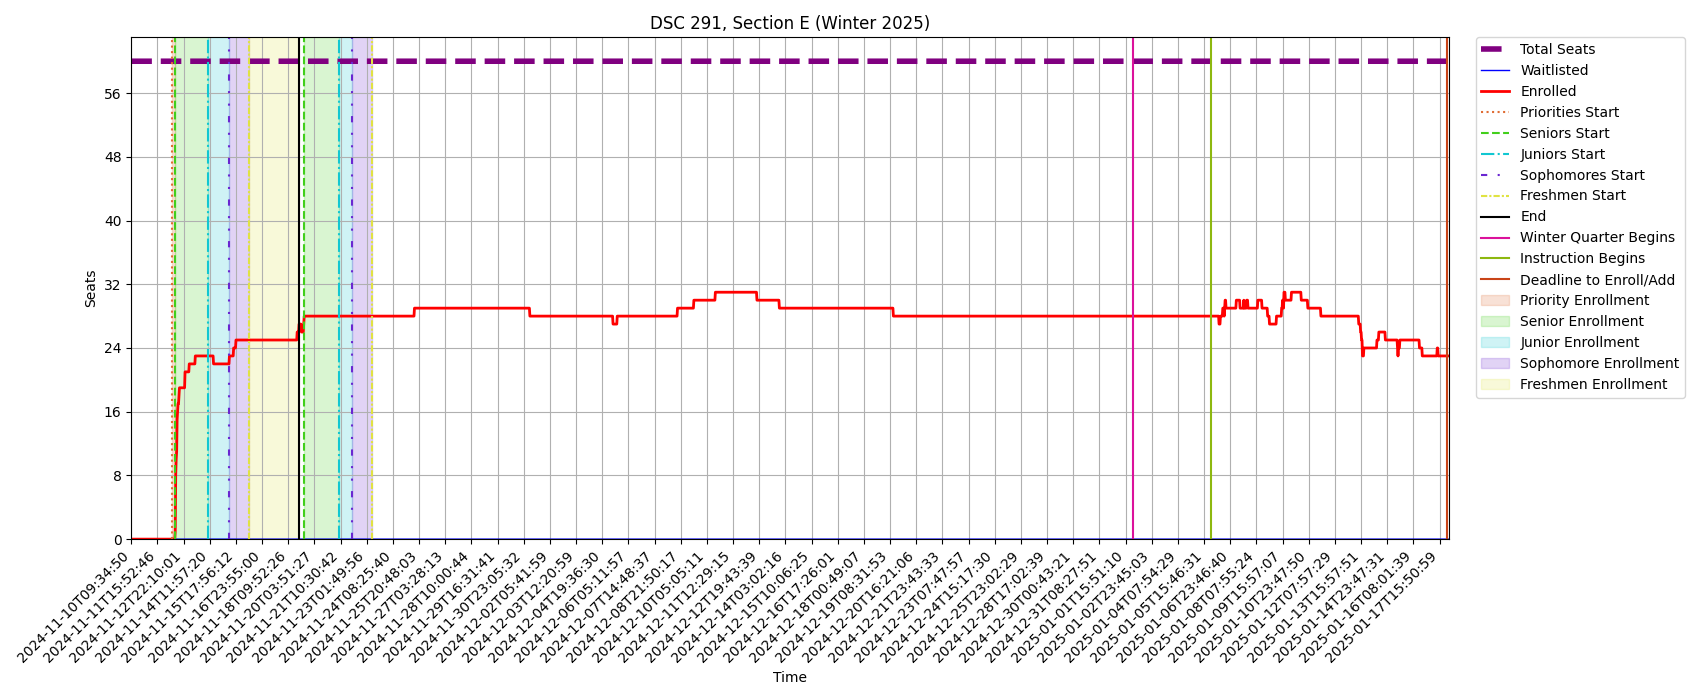 DSC 291, Section E (Winter 2025)
Total Seats
Waitlisted
Enrolled
Priorities Start
Seniors Start
Juniors Start
Sophomores Start
Freshmen Start
End
Winter Quarter Begins
Instruction Begins
Deadline to Enroll/Add
Priority Enrollment
Senior Enrollment
Junior Enrollment
Sophomore Enrollment
Freshmen Enrollment
Seats
56
48
40
32
24
16
8
0
2024-11-10T09:34:50
2024-11-11T15:52:46
2024-11-12T22:10:01
2024-11-14T11:57:20
2024-11-15T17:56:12
2024-11-16T23:55:00
2024-11-18T09:52:26
2024-11-20T03:51:27
2024-11-21T10:30:42
2024-11-23T01:49:56
2024-11-24T08:25:40
2024-11-25T20:48:03
2024-11-27T03:28:13
2024-11-28T10:00:44
2024-11-29T16:31:41
2024-11-30T23:05:32
2024-12-02T05:41:59
2024-12-03T12:20:59
2024-12-04T19:36:30
2024-12-06T05:11:57
2024-12-07T14:48:37
2024-12-08T21:50:17
2024-12-10T05:05:11
2024-12-11T12:29:15
2024-12-12T19:43:39
2024-12-14T03:02:16
2024-12-15T10:06:25
2024-12-16T17:26:01
2024-12-18T00:49:07
2024-12-19T08:31:53
2024-12-20T16:21:06
2024-12-21T23:43:33
2024-12-23T07:47:57
2024-12-24T15:17:30
2024-12-25T23:02:29
2024-12-28T17:02:39
2024-12-30T00:43:21
2024-12-31T08:27:51
2025-01-01T15:51:10
2025-01-02T23:45:03
2025-01-04T07:54:29
2025-01-05T15:46:31
2025-01-06T23:46:40
2025-01-08T07:55:24
2025-01-09T15:57:07
2025-01-10T23:47:50
2025-01-12T07:57:29
2025-01-13T15:57:51
2025-01-14T23:47:31
2025-01-16T08:01:39
2025-01-17T15:50:59
Time